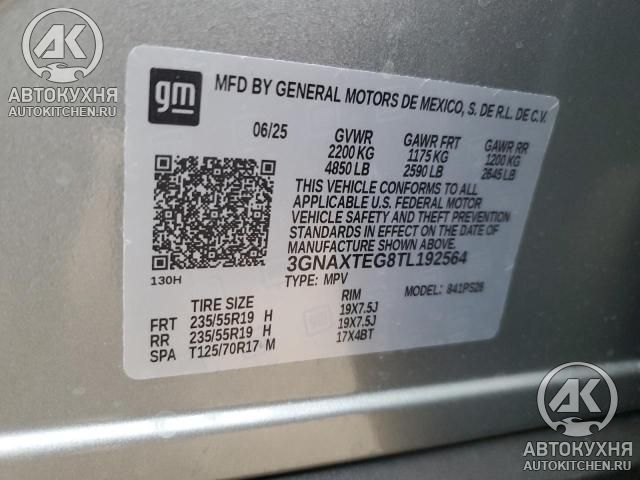 AK
АВТОКУХНЯ
AUTOKITCHEN.RU
gm
MFD BY GENERAL MOTORS DE MEXICO, S. DE R.L. DE C.V.
06/25 GVWR GAWR FRT GAWR RR
2200 KG 1175 KG 1200 KG
4850 LB 2590 LB 2645 LB
THIS VEHICLE CONFORMS TO ALL
APPLICABLE U.S. FEDERAL MOTOR
VEHICLE SAFETY AND THEFT PREVENTION
STANDARDS IN EFFECT ON THE DATE OF
MANUFACTURE SHOWN ABOVE.
3GNAXTEG8TL192564
130H TYPE: MPV MODEL: 841PS26
TIRE SIZE RIM
FRT 235/55R19 H 19X7.5J
RR 235/55R19 H 19X7.5J
SPA T125/70R17 M 17X4BT
AK
АВТОКУХНЯ
AUTOKITCHEN.RU